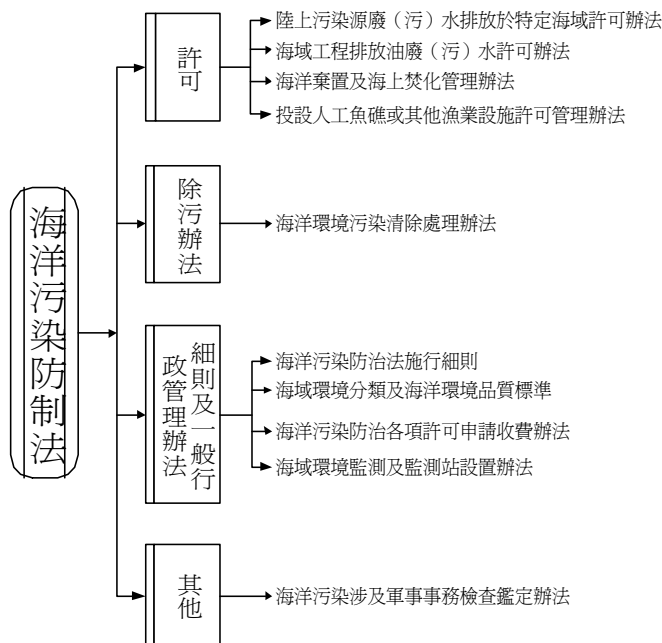 海洋污染防制法
許可
陸上污染源廢（污）水排放於特定海域許可辦法
海域工程排放油廢（污）水許可辦法
海洋棄置及海上焚化管理辦法
投設人工魚礁或其他漁業設施許可管理辦法
除污辦法
海洋環境污染清除處理辦法
細則及一般行
政管理辦法
海洋污染防治法施行細則
海域環境分類及海洋環境品質標準
海洋污染防治各項許可申請收費辦法
海域環境監測及監測站設置辦法
其他
海洋污染涉及軍事事務檢查鑑定辦法